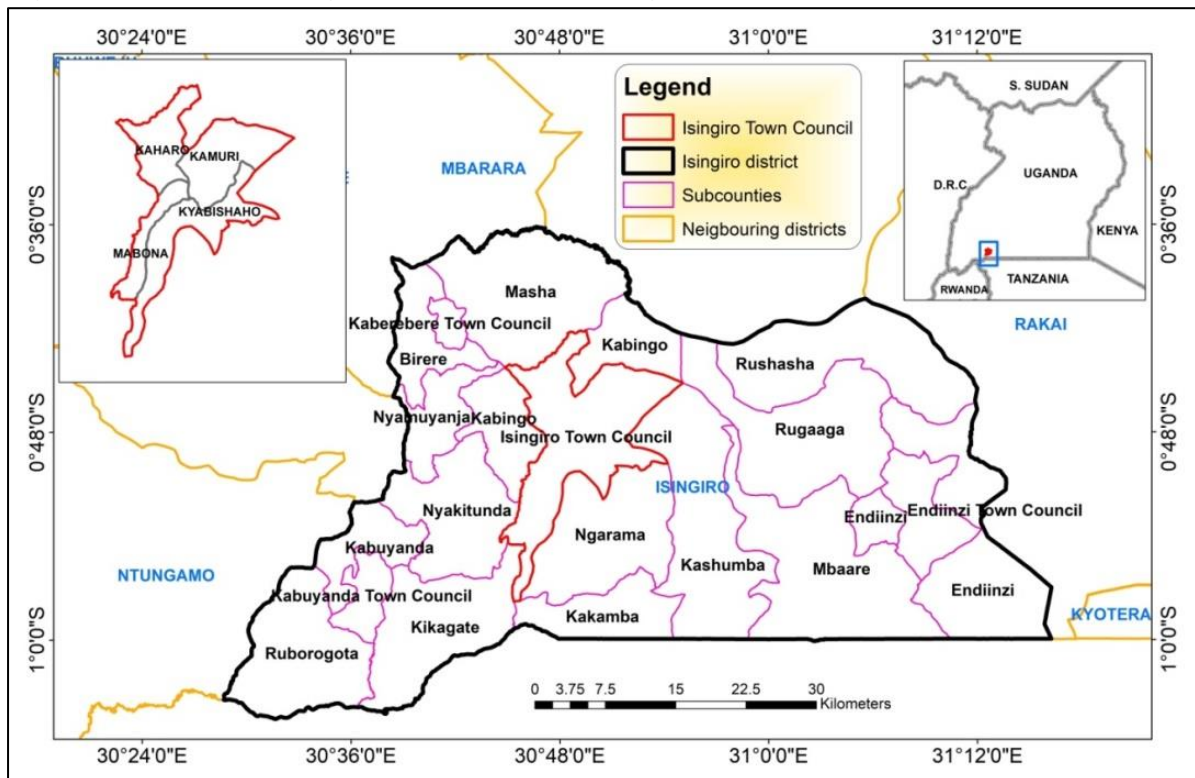 30°24'0"E
30°36'0"E
30°48'0"E
31°0'0"E
31°12'0"E
KAHARO
KAMURI
KYABISHAHO
MABONA
MBARARA
Legend
Isingiro Town Council
Isingiro district
Subcounties
Neigbouring districts
S. SUDAN
D.R.C
UGANDA
KENYA
RWANDA
TANZANIA
0°36'0"S
0°36'0"S
RAKAI
Masha
Kaberebere Town Council
Kabingo
Birere
Rushasha
Nyamuyanja
Kabingo
Rugaaga
Isingiro Town Council
0°48'0"S
0°48'0"S
ISINGIRO
Nyakitunda
Endiinzi
Endiinzi Town Council
Ngarama
Kabuyanda
Kashumba
Mbaare
NTUNGAMO
Kabuyanda Town Council
Endiinzi
Kakamba
KYOTERA
Kikagate
1°0'0"S
1°0'0"S
Ruborogota
0 3.75 7.5 15 22.5 30
Kilometers
30°24'0"E
30°36'0"E
30°48'0"E
31°0'0"E
31°12'0"E